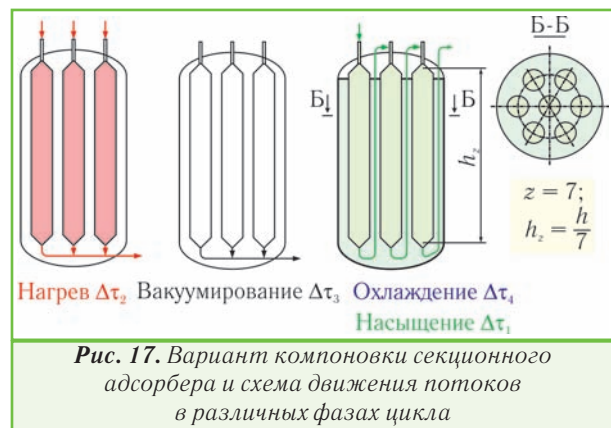 Б-Б
Б
Б
h_z
z = 7;
h_z = h/7
Нагрев Δτ₂
Вакуумирование Δτ₃
Охлаждение Δτ₄
Насыщение Δτ₁
Рис. 17. Вариант компоновки секционного
адсорбера и схема движения потоков
в различных фазах цикла